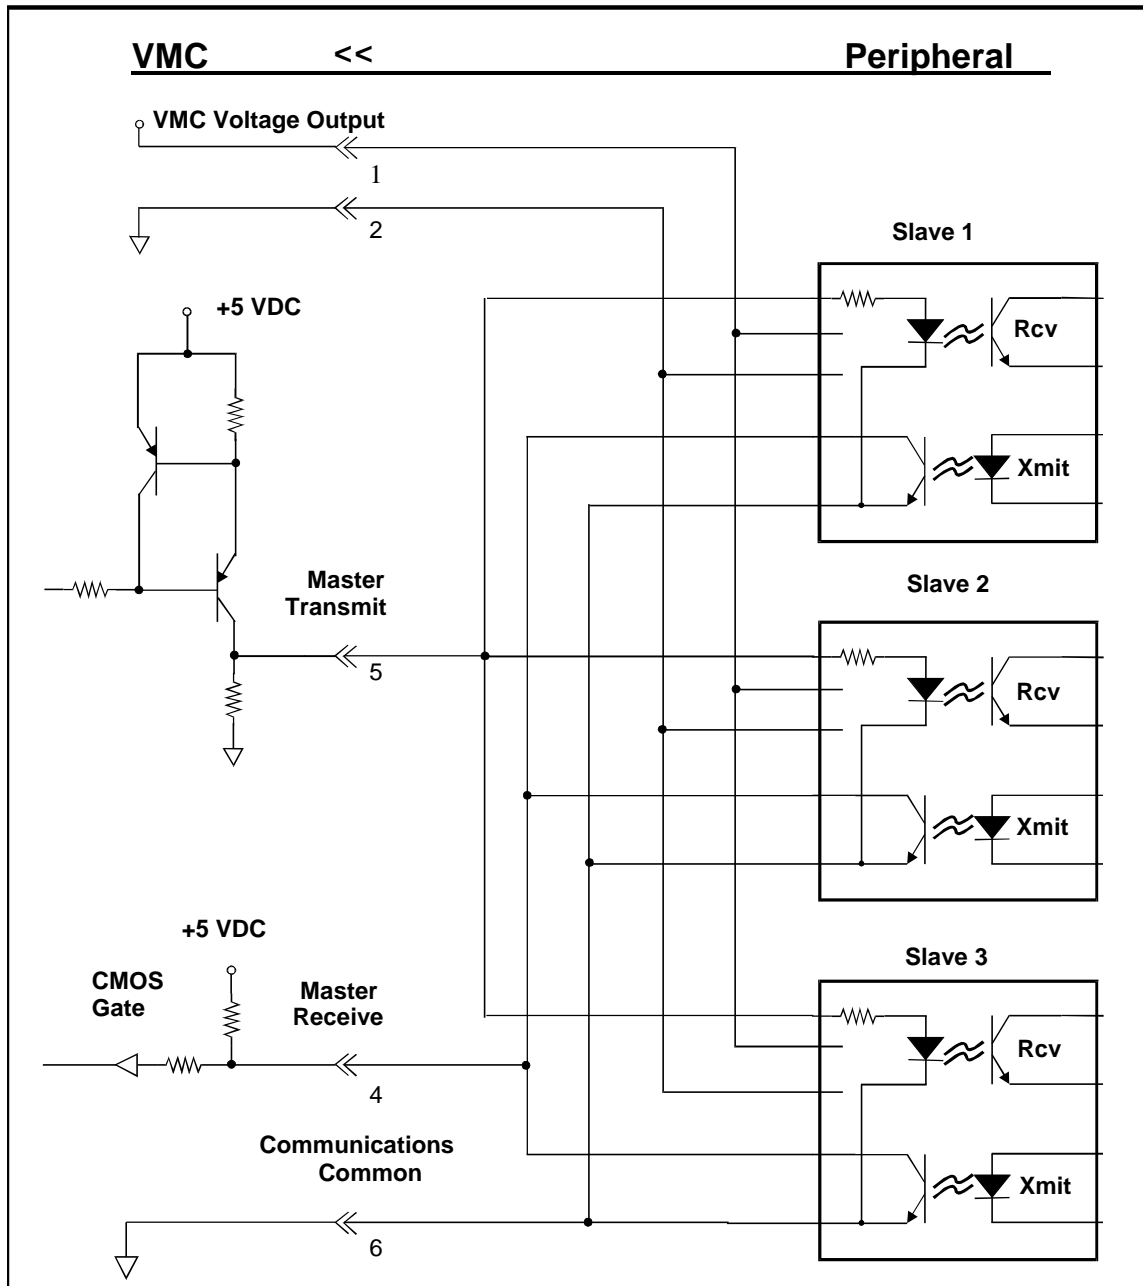 VMC << Peripheral
VMC Voltage Output
1
2
Slave 1
+5 VDC
Rcv
Xmit
Master
Transmit
5
Slave 2
Rcv
Xmit
+5 VDC
CMOS
Gate
Master
Receive
4
Slave 3
Rcv
Communications
Common
6
Xmit